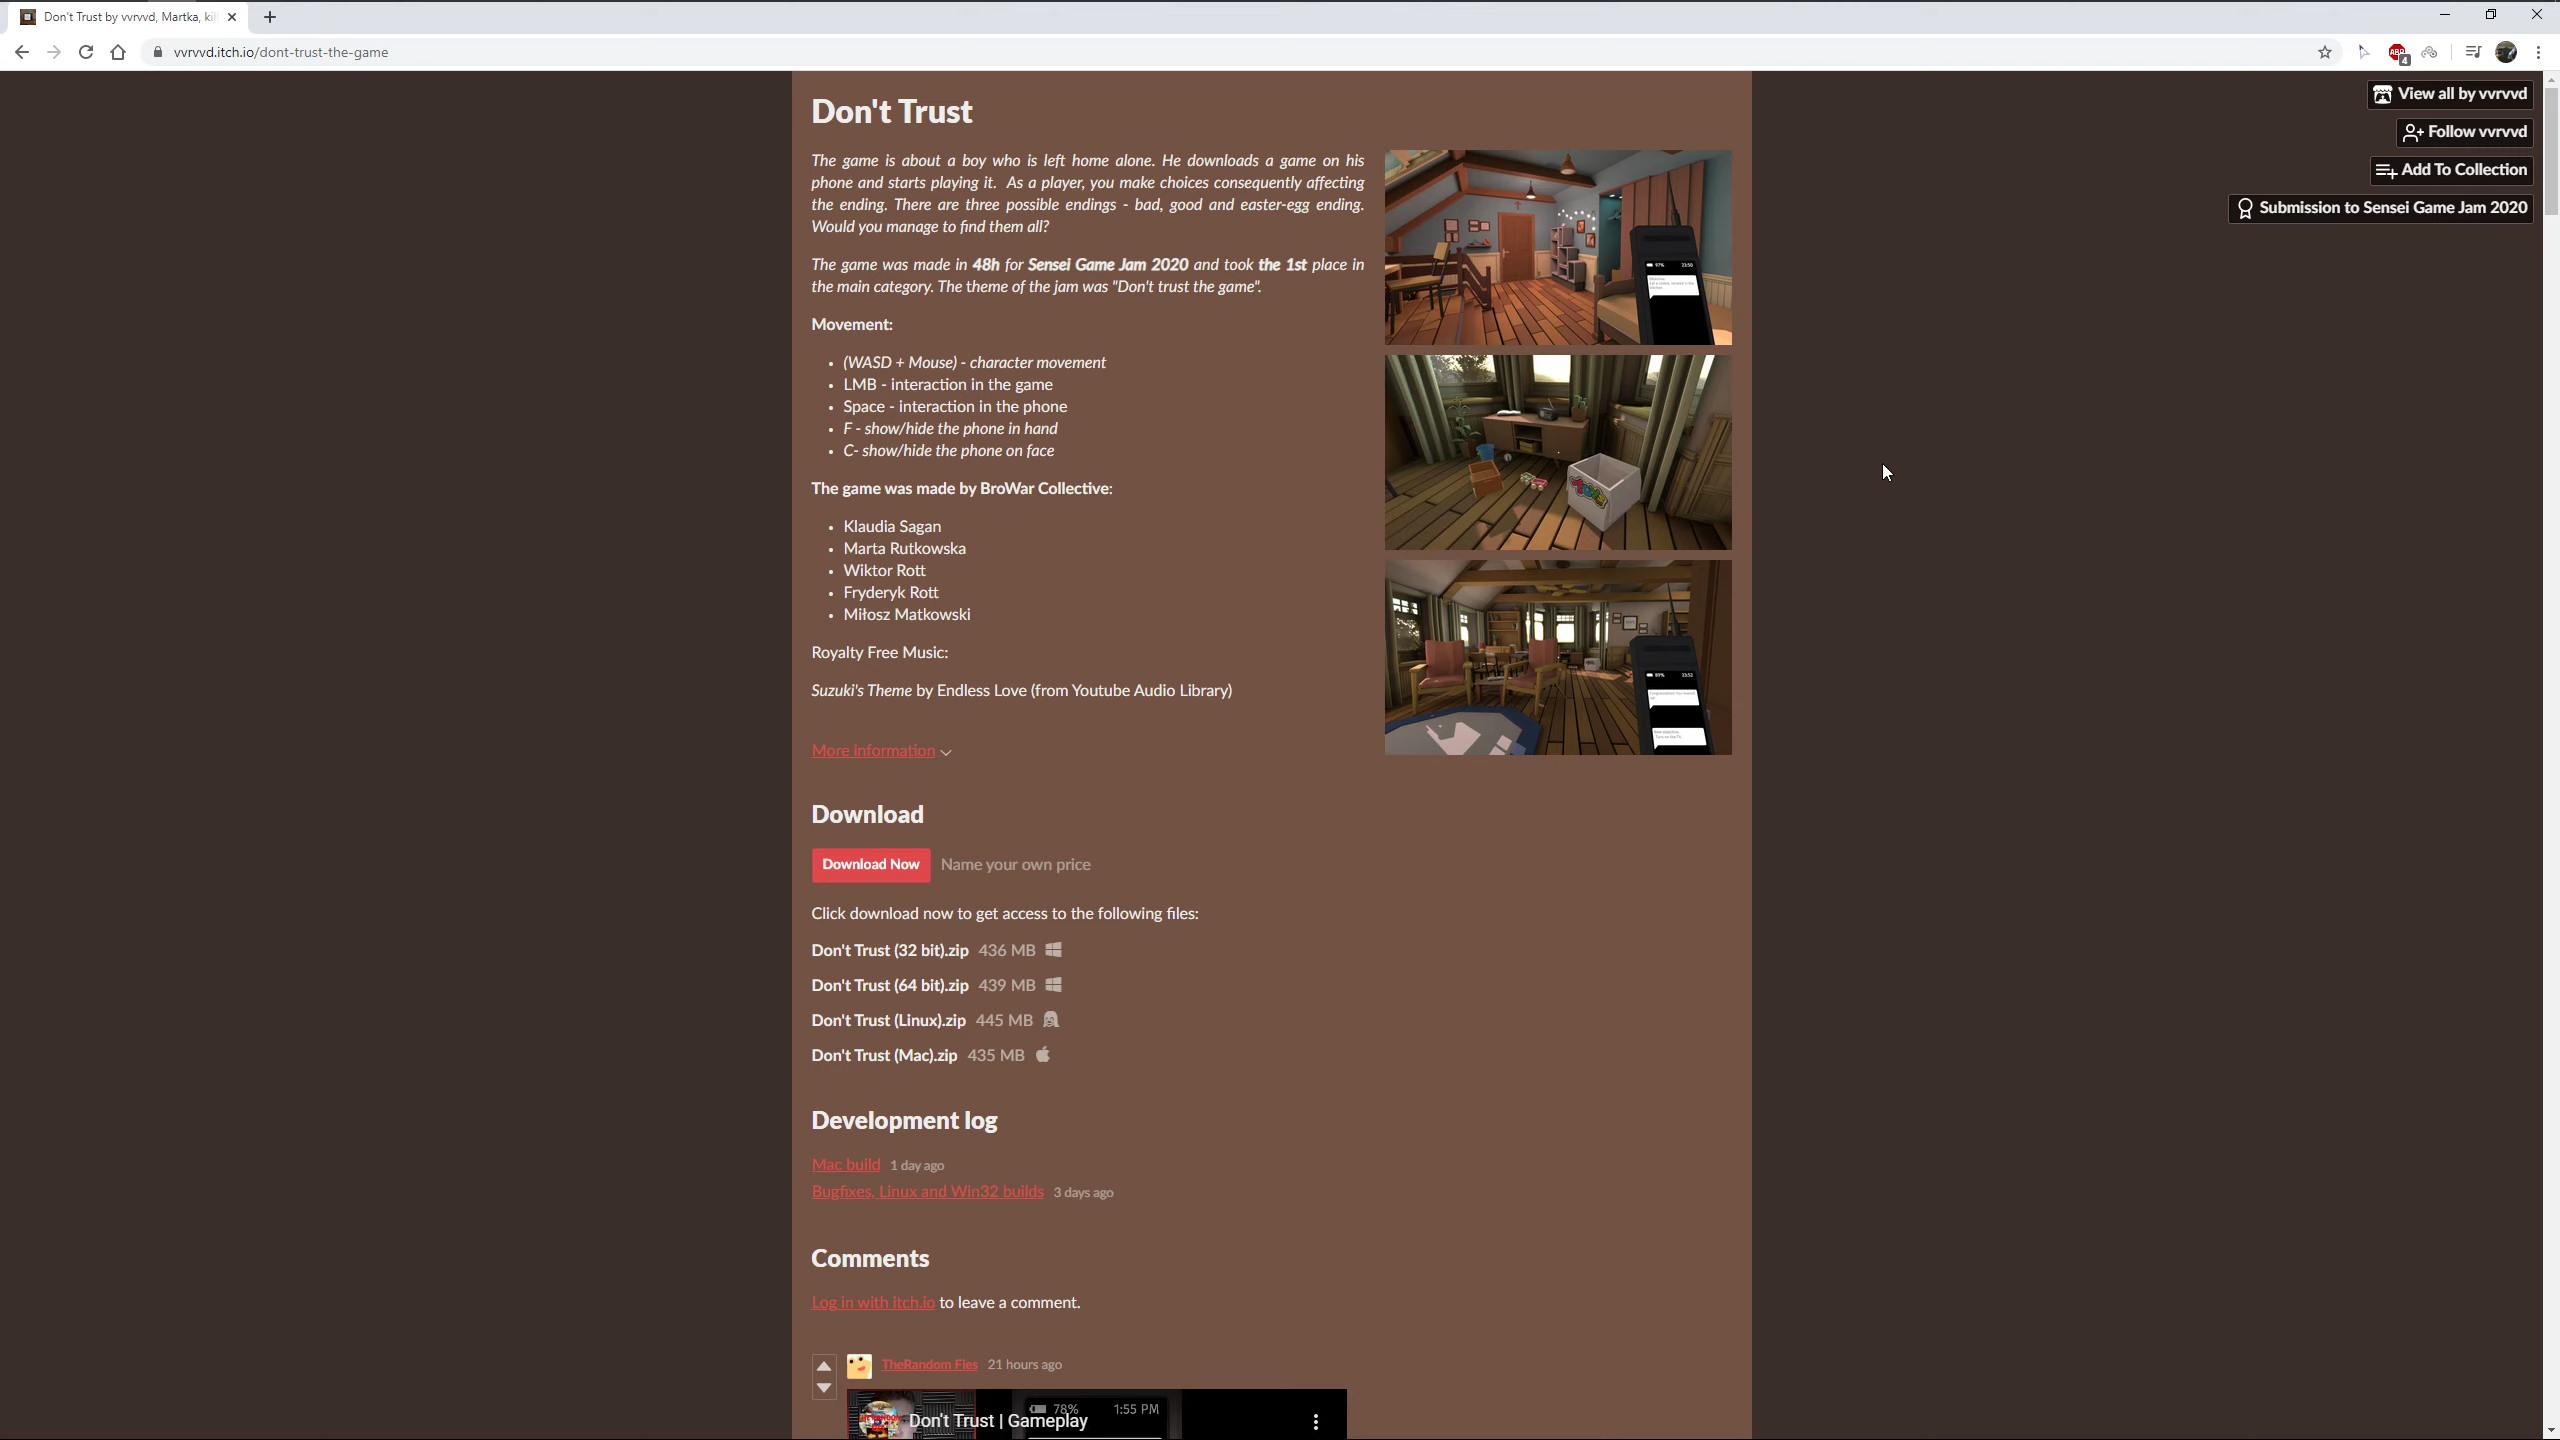 Don't Trust by vvrvvd, Martka, kil
vvrvvd.itch.io/dont-trust-the-game
ABP
4
View all by vvrvvd
Follow vvrvvd
Add To Collection
Submission to Sensei Game Jam 2020
Don't Trust
The game is about a boy who is left home alone. He downloads a game on his
phone and starts playing it. As a player, you make choices consequently affecting
the ending. There are three possible endings - bad, good and easter-egg ending.
Would you manage to find them all?
The game was made in 48h for Sensei Game Jam 2020 and took the 1st place in
the main category. The theme of the jam was "Don't trust the game".
Movement:
• (WASD + Mouse) - character movement
• LMB - interaction in the game
• Space - interaction in the phone
• F - show/hide the phone in hand
• C- show/hide the phone on face
The game was made by BroWar Collective:
• Klaudia Sagan
• Marta Rutkowska
• Wiktor Rott
• Fryderyk Rott
• Miłosz Matkowski
Royalty Free Music:
Suzuki's Theme by Endless Love (from Youtube Audio Library)
More information
97% 23:50
89% 23:52
Download
Download Now Name your own price
Click download now to get access to the following files:
Don't Trust (32 bit).zip 436 MB
Don't Trust (64 bit).zip 439 MB
Don't Trust (Linux).zip 445 MB
Don't Trust (Mac).zip 435 MB
Development log
Mac build 1 day ago
Bugfixes, Linux and Win32 builds 3 days ago
Comments
Log in with itch.io to leave a comment.
TheRandom Fies 21 hours ago
78% 1:55 PM
Don't Trust | Gameplay